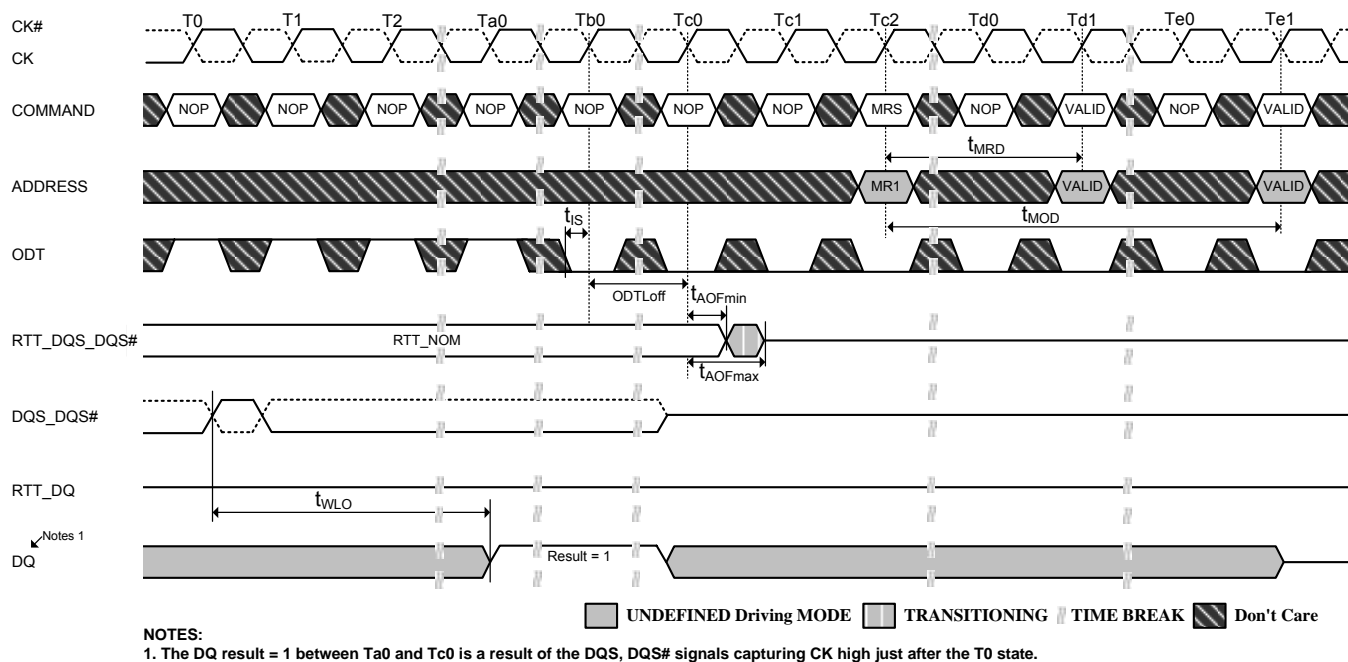 T0 T1 T2 Ta0 Tb0 Tc0 Tc1 Tc2 Td0 Td1 Te0 Te1
CK#
CK
COMMAND NOP NOP NOP NOP NOP NOP NOP MRS NOP VALID NOP VALID
tMRD
ADDRESS MR1 VALID VALID
tIS tMOD
ODT
ODTLoff tAOFmin
RTT_DQS_DQS# RTT_NOM
tAOFmax
DQS_DQS#
RTT_DQ
tWLO
Notes 1
DQ Result = 1
UNDEFINED Driving MODE TRANSITIONING TIME BREAK Don't Care
NOTES:
1. The DQ result = 1 between Ta0 and Tc0 is a result of the DQS, DQS# signals capturing CK high just after the T0 state.